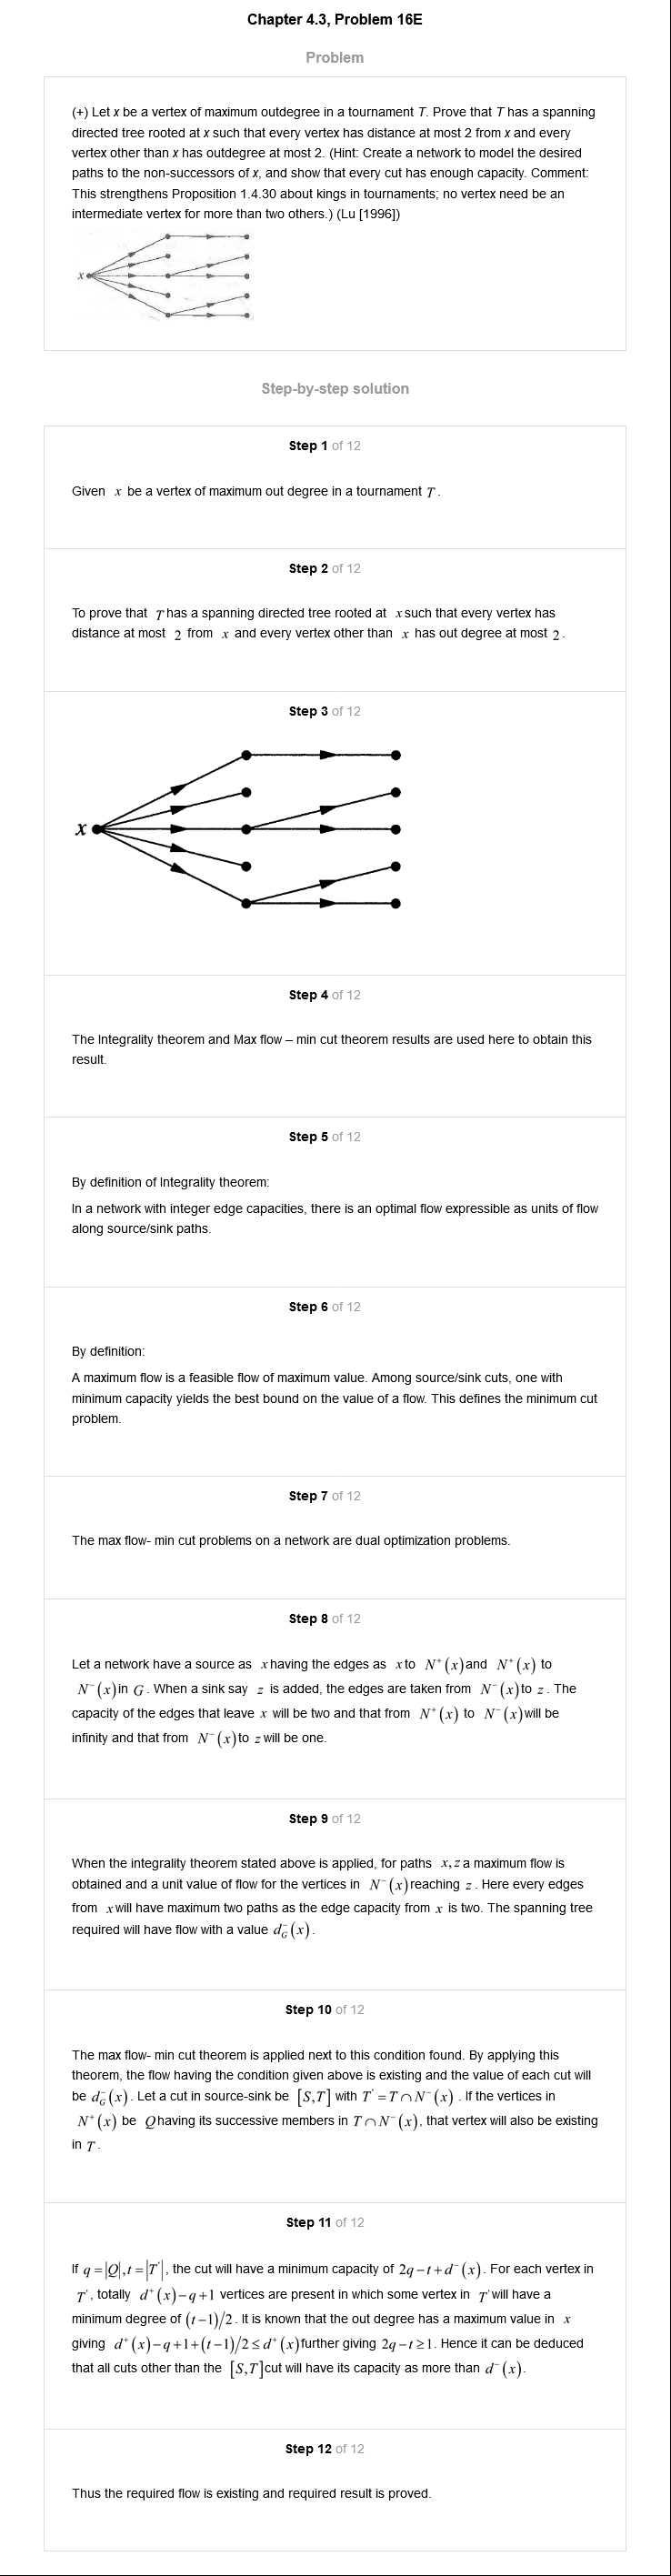 Chapter 4.3, Problem 16E
Problem
(+) Let x be a vertex of maximum outdegree in a tournament T. Prove that T has a spanning
directed tree rooted at x such that every vertex has distance at most 2 from x and every
vertex other than x has outdegree at most 2. (Hint: Create a network to model the desired
paths to the non-successors of x, and show that every cut has enough capacity. Comment:
This strengthens Proposition 1.4.30 about kings in tournaments; no vertex need be an
intermediate vertex for more than two others.) (Lu [1996])
x
Step-by-step solution
Step 1 of 12
Given x be a vertex of maximum out degree in a tournament T.
Step 2 of 12
To prove that T has a spanning directed tree rooted at x such that every vertex has
distance at most 2 from x and every vertex other than x has out degree at most 2.
Step 3 of 12
x
Step 4 of 12
The Integrality theorem and Max flow – min cut theorem results are used here to obtain this
result.
Step 5 of 12
By definition of Integrality theorem:
In a network with integer edge capacities, there is an optimal flow expressible as units of flow
along source/sink paths.
Step 6 of 12
By definition:
A maximum flow is a feasible flow of maximum value. Among source/sink cuts, one with
minimum capacity yields the best bound on the value of a flow. This defines the minimum cut
problem.
Step 7 of 12
The max flow- min cut problems on a network are dual optimization problems.
Step 8 of 12
Let a network have a source as x having the edges as x to N⁺(x) and N⁺(x) to
N⁻(x) in G. When a sink say z is added, the edges are taken from N⁻(x) to z. The
capacity of the edges that leave x will be two and that from N⁺(x) to N⁻(x) will be
infinity and that from N⁻(x) to z will be one.
Step 9 of 12
When the integrality theorem stated above is applied, for paths x, z a maximum flow is
obtained and a unit value of flow for the vertices in N⁻(x) reaching z. Here every edges
from x will have maximum two paths as the edge capacity from x is two. The spanning tree
required will have flow with a value d_G⁻(x).
Step 10 of 12
The max flow- min cut theorem is applied next to this condition found. By applying this
theorem, the flow having the condition given above is existing and the value of each cut will
be d_G⁻(x). Let a cut in source-sink be [S,T] with T' = T∩N⁻(x). If the vertices in
N⁺(x) be Q having its successive members in T∩N⁻(x), that vertex will also be existing
in T.
Step 11 of 12
If q=|Q|,t=|T'|, the cut will have a minimum capacity of 2q−t+d⁻(x). For each vertex in
T', totally d⁺(x)−q+1 vertices are present in which some vertex in T' will have a
minimum degree of (t−1)/2. It is known that the out degree has a maximum value in x
giving d⁺(x)−q+1+(t−1)/2≤d⁺(x) further giving 2q−t≥1. Hence it can be deduced
that all cuts other than the [S,T] cut will have its capacity as more than d⁻(x).
Step 12 of 12
Thus the required flow is existing and required result is proved.